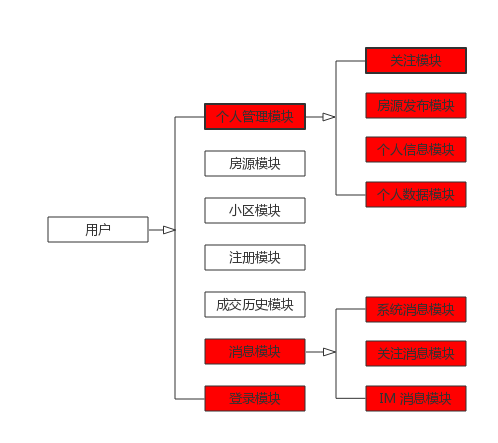 关注模块
房源发布模块
个人管理模块
个人信息模块
房源模块
个人数据模块
小区模块
用户
注册模块
成交历史模块
系统消息模块
消息模块
关注消息模块
登录模块
IM 消息模块